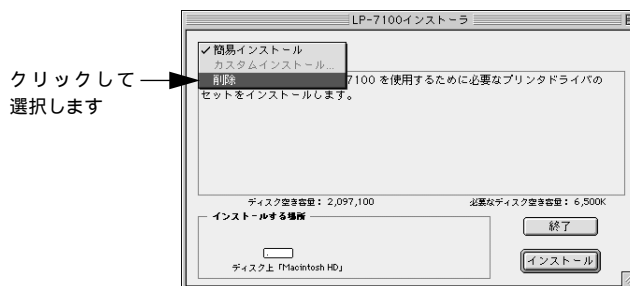 LP-7100インストーラ
✓簡易インストール
カスタムインストール...
削除
クリックして
選択します
7100 を使用するために必要なプリンタドライバの
セットをインストールします。
ディスク空き容量： 2,097,100
必要なディスク空き容量： 6,500K
インストールする場所
ディスク上「Macintosh HD」
終了
インストール